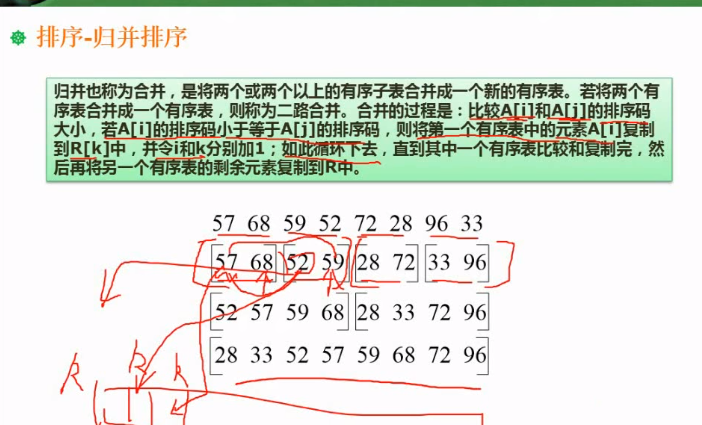 排序-归并排序
归并也称为合并，是将两个或两个以上的有序子表合并成一个新的有序表。若将两个有
序表合并成一个有序表，则称为二路合并。合并的过程是：比较A[i]和A[j]的排序码
大小，若A[i]的排序码小于等于A[j]的排序码，则将第一个有序表中的元素A[i]复制
到R[k]中，并令i和k分别加1；如此循环下去，直到其中一个有序表比较和复制完，然
后再将另一个有序表的剩余元素复制到R中。
57 68 59 52 72 28 96 33
[57 68] [52 59] [28 72] [33 96]
[52 57 59 68] [28 33 72 96]
[28 33 52 57 59 68 72 96]
R k k